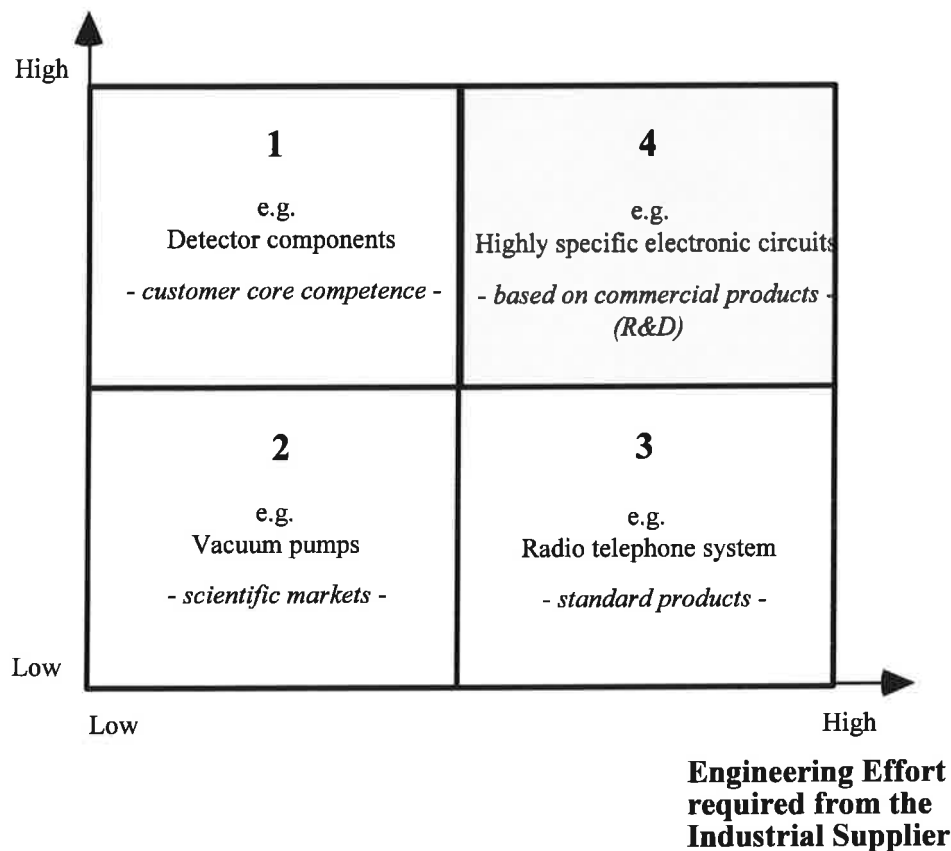 High
1
e.g.
Detector components
- customer core competence -
4
e.g.
Highly specific electronic circuits
- based on commercial products -
(R&D)
2
e.g.
Vacuum pumps
- scientific markets -
3
e.g.
Radio telephone system
- standard products -
Low
Low
High
Engineering Effort
required from the
Industrial Supplier